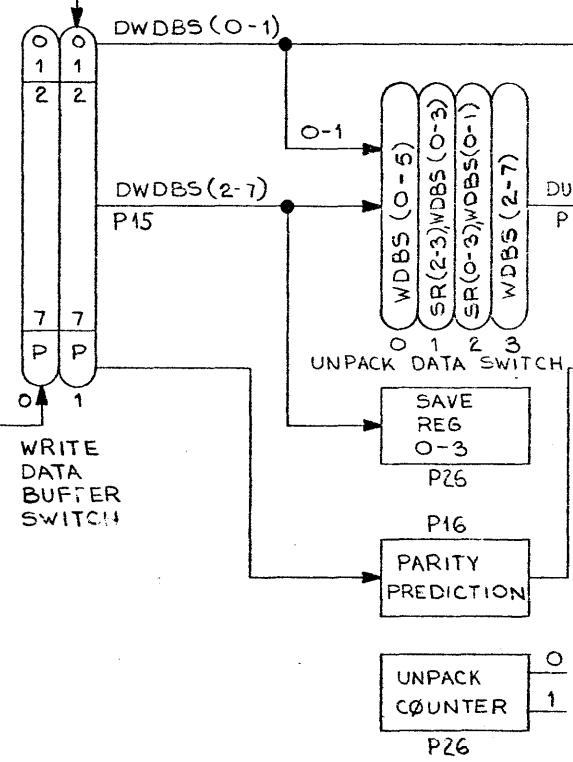 DWDBS(0-1)
0 0
1 1
2 2
0-1
DWDBS(2-7)
P15
DU
P
WDBS(0-5)
SR(2-3),WDBS(0-3)
SR(0-3),WDBS(0-1)
WDBS(2-7)
7 7
P P
0 1 2 3
UNPACK DATA SWITCH
0 1
SAVE
REG
0-3
P26
WRITE
DATA
BUFFER
SWITCH
P16
PARITY
PREDICTION
UNPACK
CØUNTER
0
1
P26